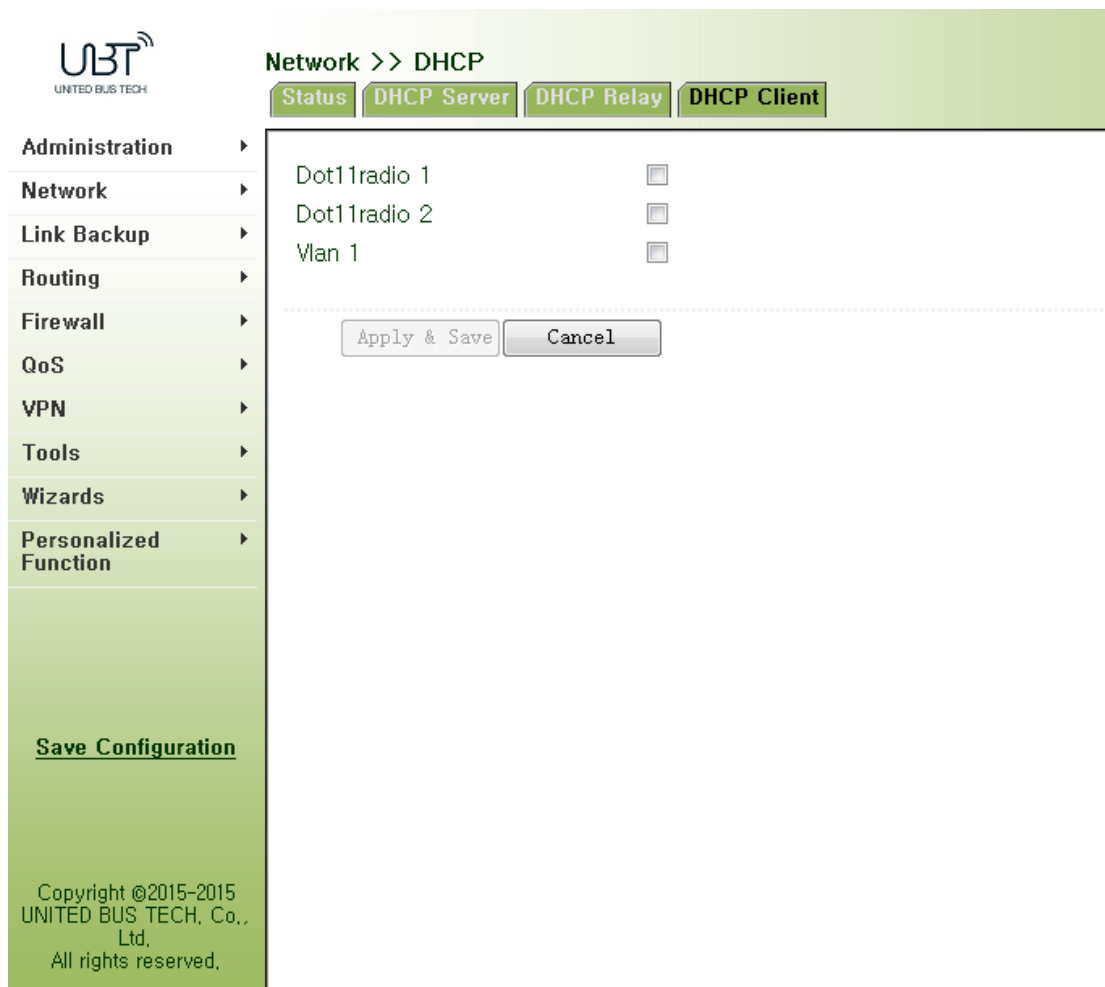 UBT
UNITED BUS TECH
Network >> DHCP
Status DHCP Server DHCP Relay DHCP Client
Administration
Network
Link Backup
Routing
Firewall
QoS
VPN
Tools
Wizards
Personalized
Function
Save Configuration
Copyright ©2015-2015
UNITED BUS TECH, Co.,
Ltd,
All rights reserved,
Dot11radio 1
Dot11radio 2
Vlan 1
Apply & Save Cancel